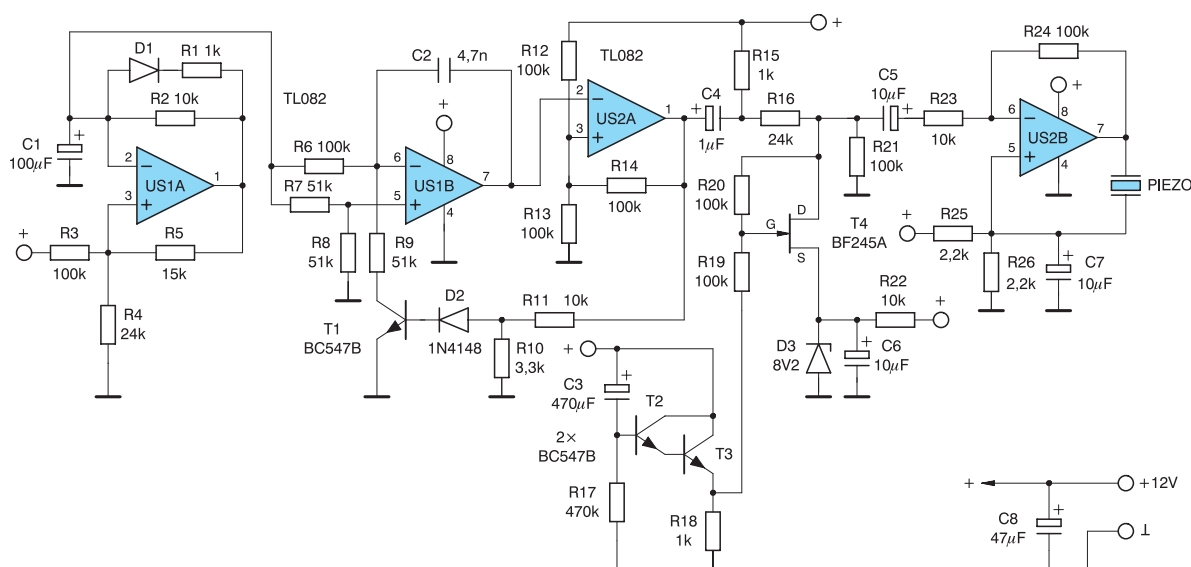 D1
R1 1k
R2 10k
C1
100µF
2
3
1
US1A
R3
100k
R5
15k
R4
24k
TL082
R6 100k
R7 51k
R8
51k
R9
51k
C2
4,7n
6
5
8
7
4
US1B
T1
BC547B
D2
1N4148
R11
10k
R10
3,3k
R12
100k
TL082
2
3
1
US2A
R13
100k
R14
100k
C4
1µF
R15
1k
R16
24k
R20
100k
R19
100k
G
D
S
T4
BF245A
R21
100k
C5
10µF
R23
10k
R24 100k
6
5
8
7
4
US2B
PIEZO
R25
2,2k
R26
2,2k
C7
10µF
R22
10k
D3
8V2
C6
10µF
C3
470µF
T2
2×
BC547B
T3
R17
470k
R18
1k
+
+12V
C8
47µF